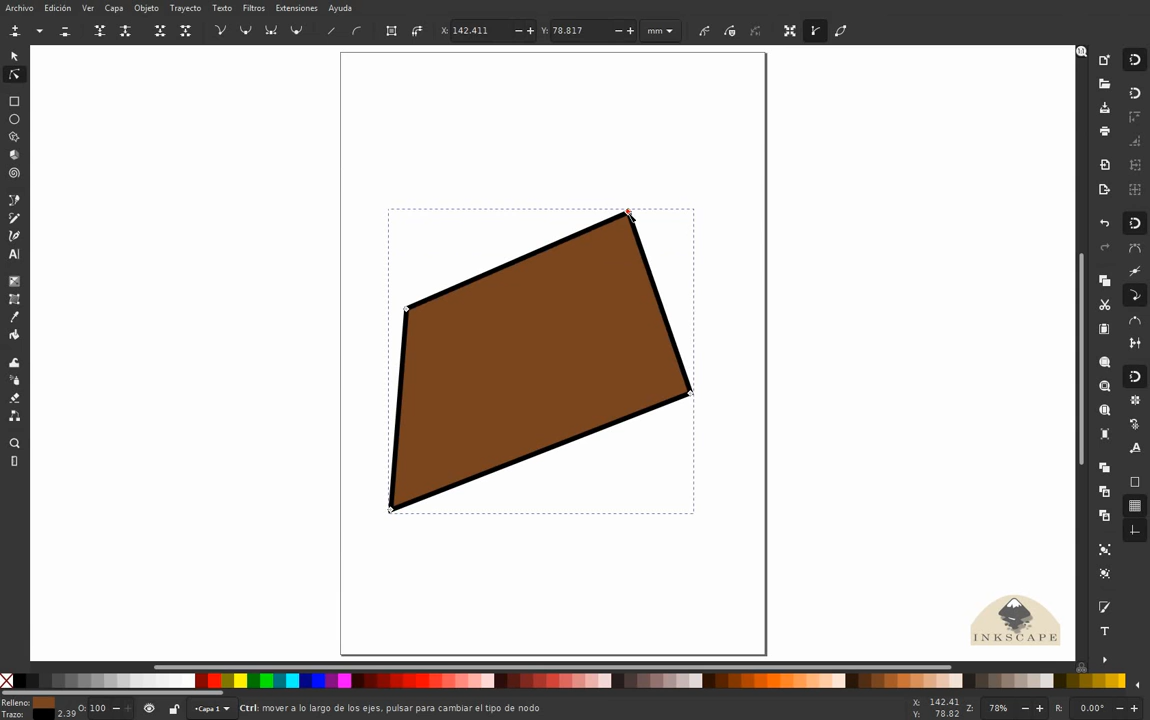 Archivo Edición Ver Capa Objeto Trayecto Texto Filtros Extensiones Ayuda
X: 142.411 Y: 78.817 mm
INKSCAPE
Relleno: O: 100 Capa 1 Ctrl: mover a lo largo de los ejes, pulsar para cambiar el tipo de nodo X: 142.41 Z: 78% R: 0.00°
Trazo: 2.39 Y: 78.82